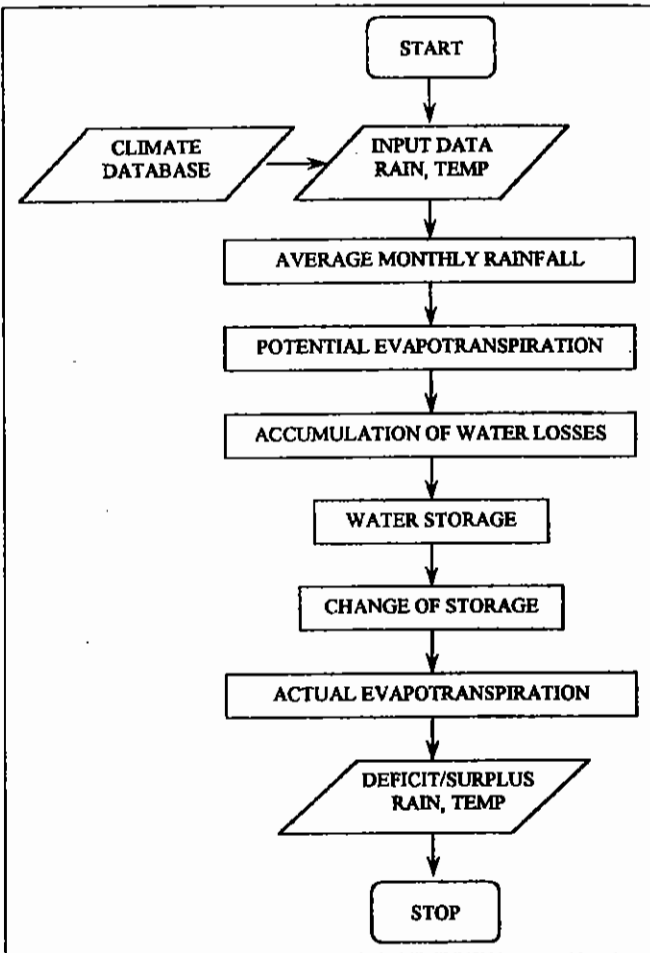 START
CLIMATE
DATABASE
INPUT DATA
RAIN, TEMP
AVERAGE MONTHLY RAINFALL
POTENTIAL EVAPOTRANSPIRATION
ACCUMULATION OF WATER LOSSES
WATER STORAGE
CHANGE OF STORAGE
ACTUAL EVAPOTRANSPIRATION
DEFICIT/SURPLUS
RAIN, TEMP
STOP